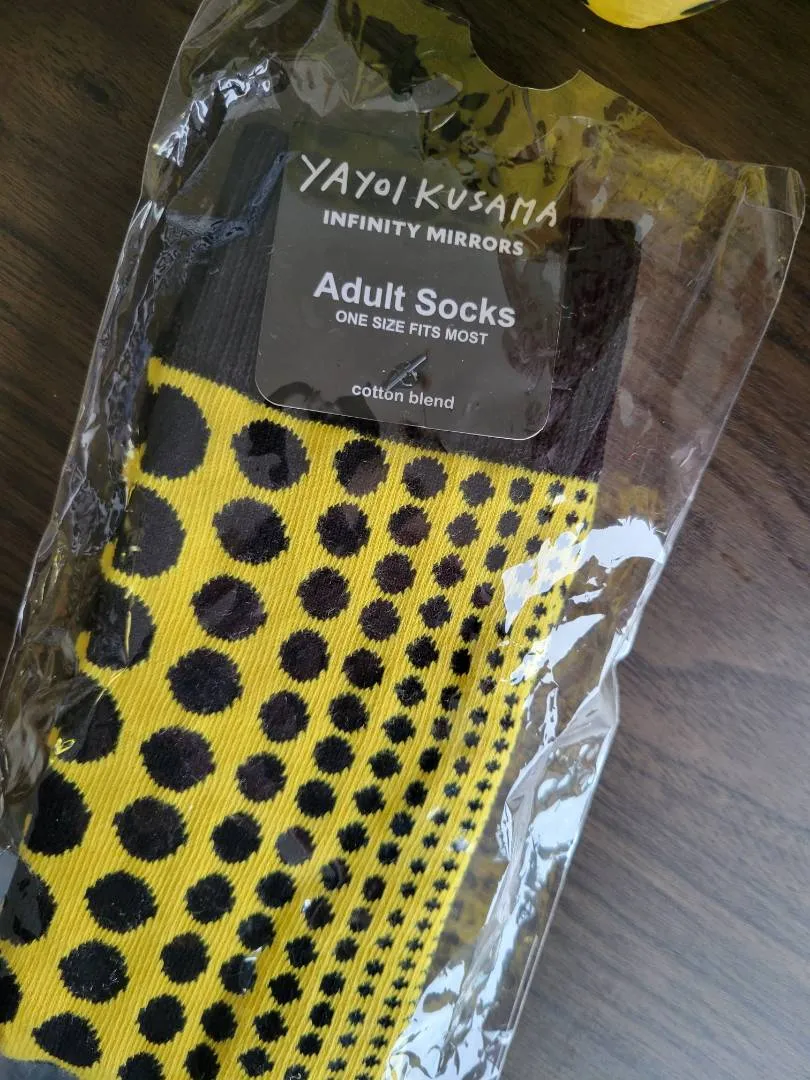 YAYOI KUSAMA
INFINITY MIRRORS
Adult Socks
ONE SIZE FITS MOST
cotton blend